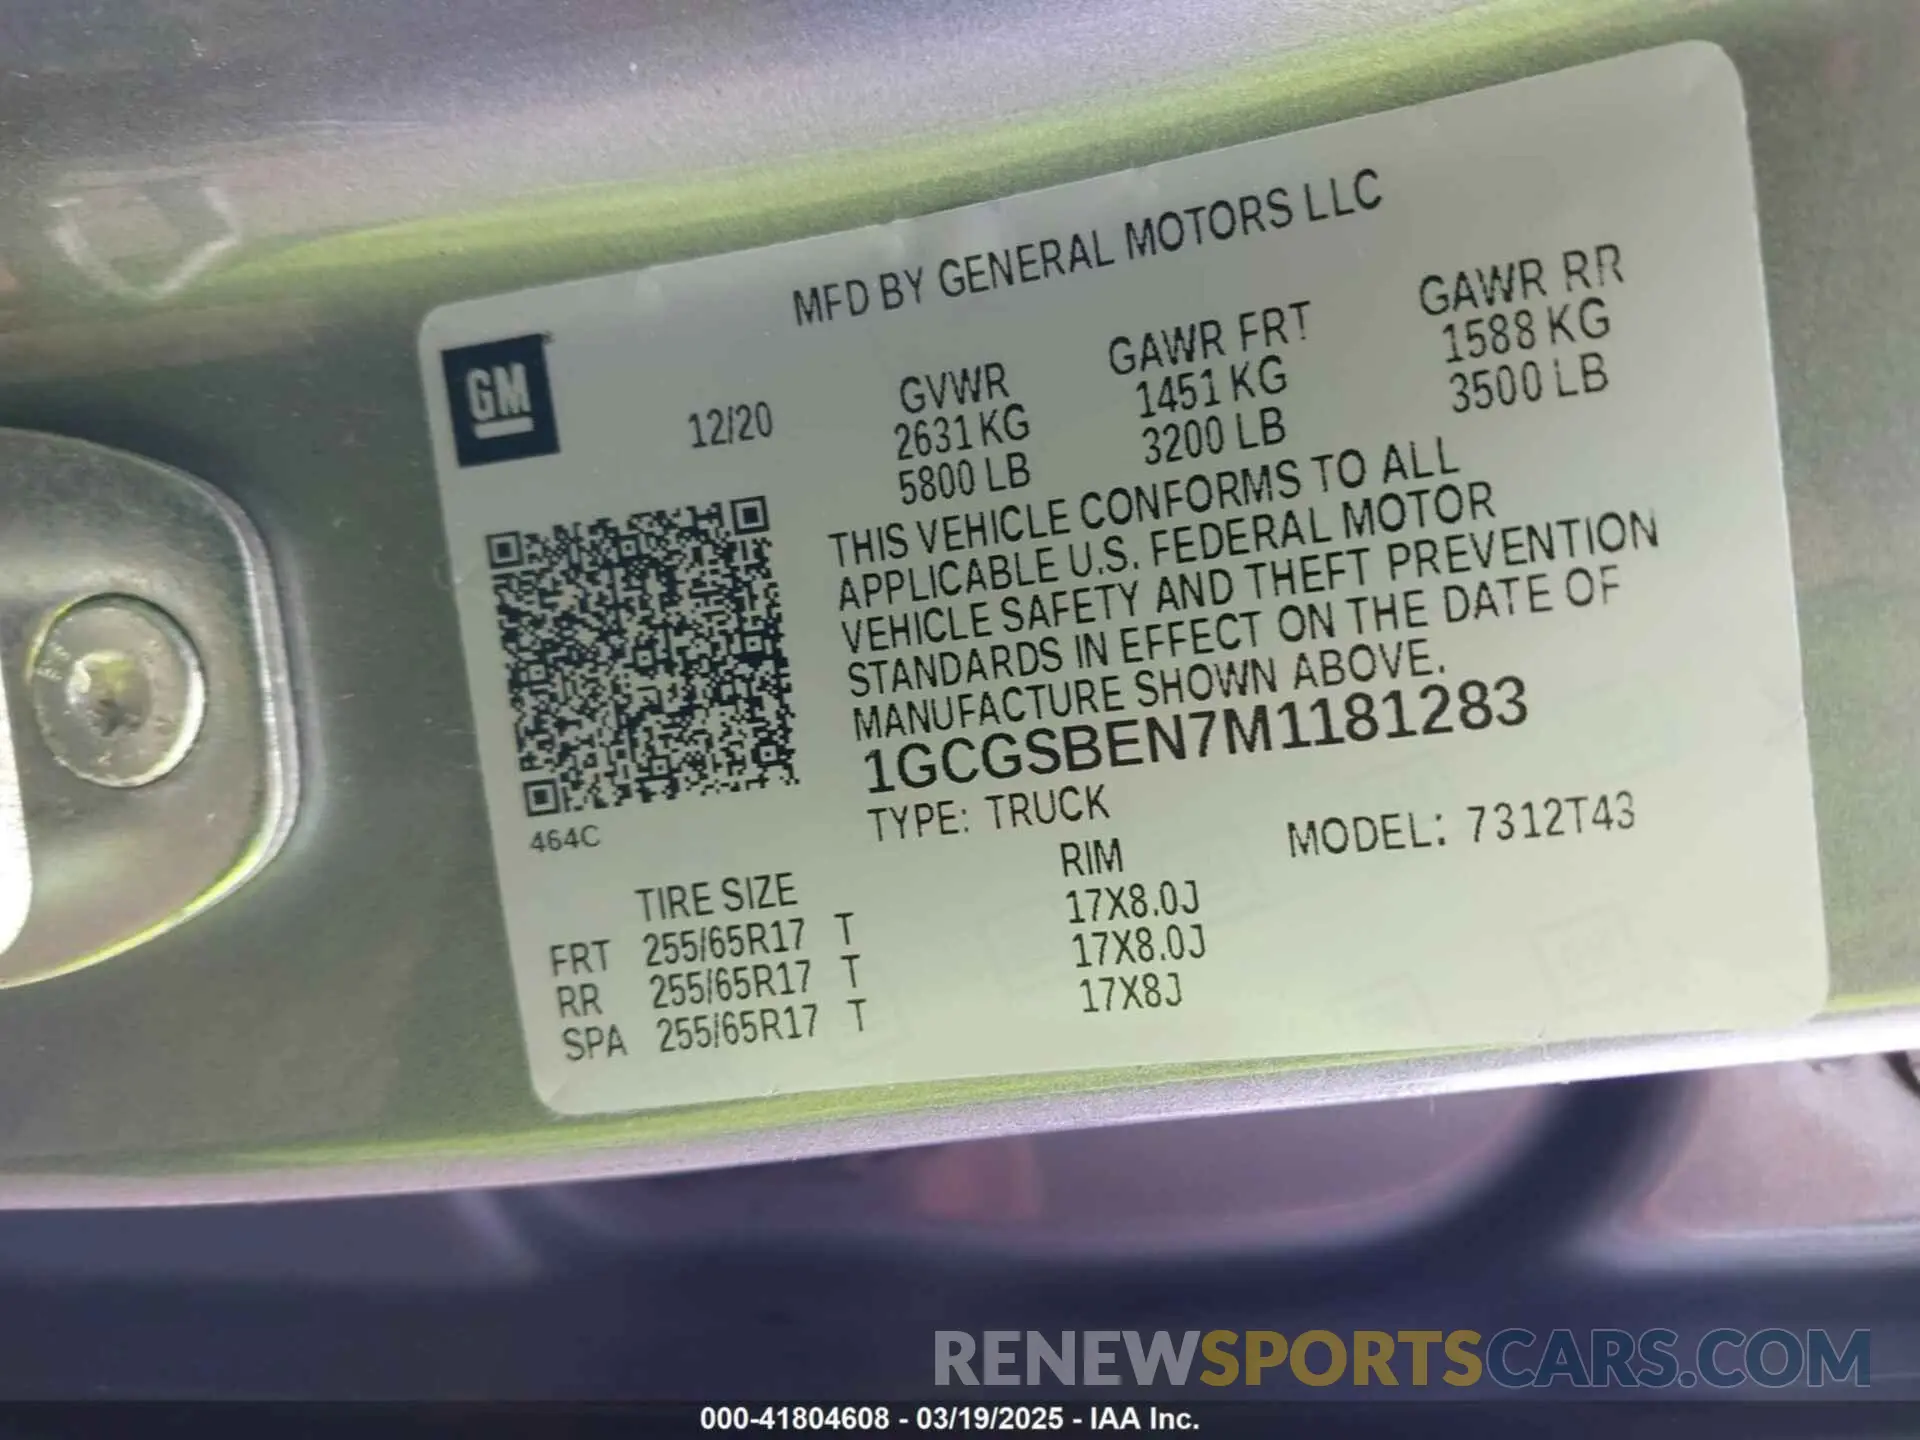 MFD BY GENERAL MOTORS LLC
GM
12/20
GVWR
2631 KG
5800 LB
GAWR FRT
1451 KG
3200 LB
GAWR RR
1588 KG
3500 LB
THIS VEHICLE CONFORMS TO ALL
APPLICABLE U.S. FEDERAL MOTOR
VEHICLE SAFETY AND THEFT PREVENTION
STANDARDS IN EFFECT ON THE DATE OF
MANUFACTURE SHOWN ABOVE.
1GCGSBEN7M1181283
TYPE: TRUCK
MODEL: 7312T43
464C
TIRE SIZE RIM
FRT 255/65R17 T 17X8.0J
RR 255/65R17 T 17X8.0J
SPA 255/65R17 T 17X8J
RENEWSPORTSCARS.COM
000-41804608 - 03/19/2025 - IAA Inc.